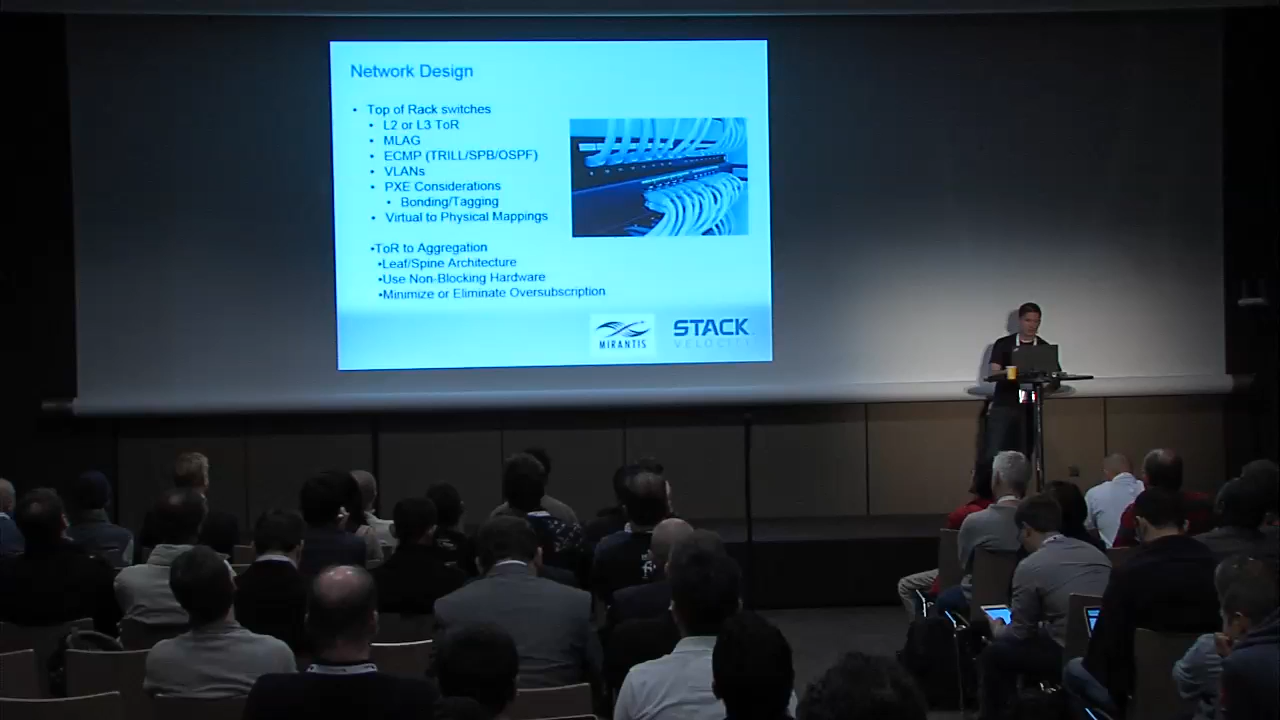 Network Design
• Top of Rack switches
• L2 or L3 ToR
• MLAG
• ECMP (TRILL/SPB/OSPF)
• VLANs
• PXE Considerations
• Bonding/Tagging
• Virtual to Physical Mappings
•ToR to Aggregation
•Leaf/Spine Architecture
•Use Non-Blocking Hardware
•Minimize or Eliminate Oversubscription
MIRANTIS
STACK
VELOCITY